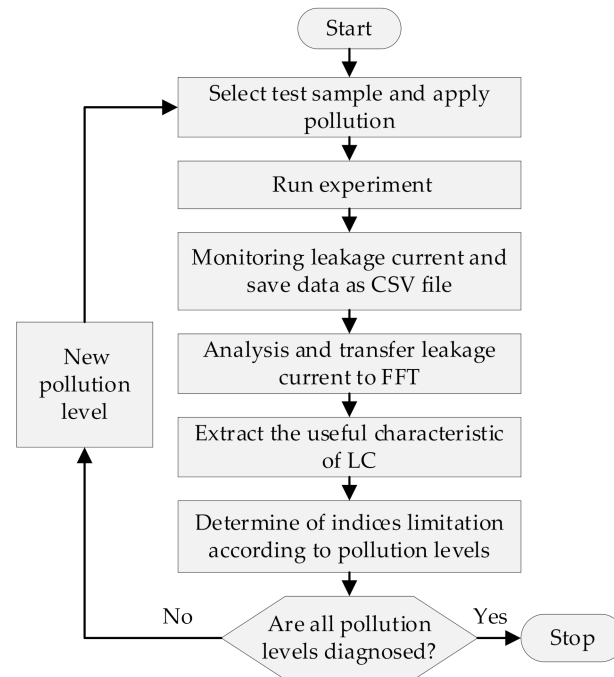 Start
Select test sample and apply
pollution
Run experiment
Monitoring leakage current and
save data as CSV file
Analysis and transfer leakage
current to FFT
New
pollution
level
Extract the useful characteristic
of LC
Determine of indices limitation
according to pollution levels
No
Are all pollution
levels diagnosed?
Yes
Stop